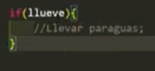 if(llueve){
//Llevar paraguas;
}